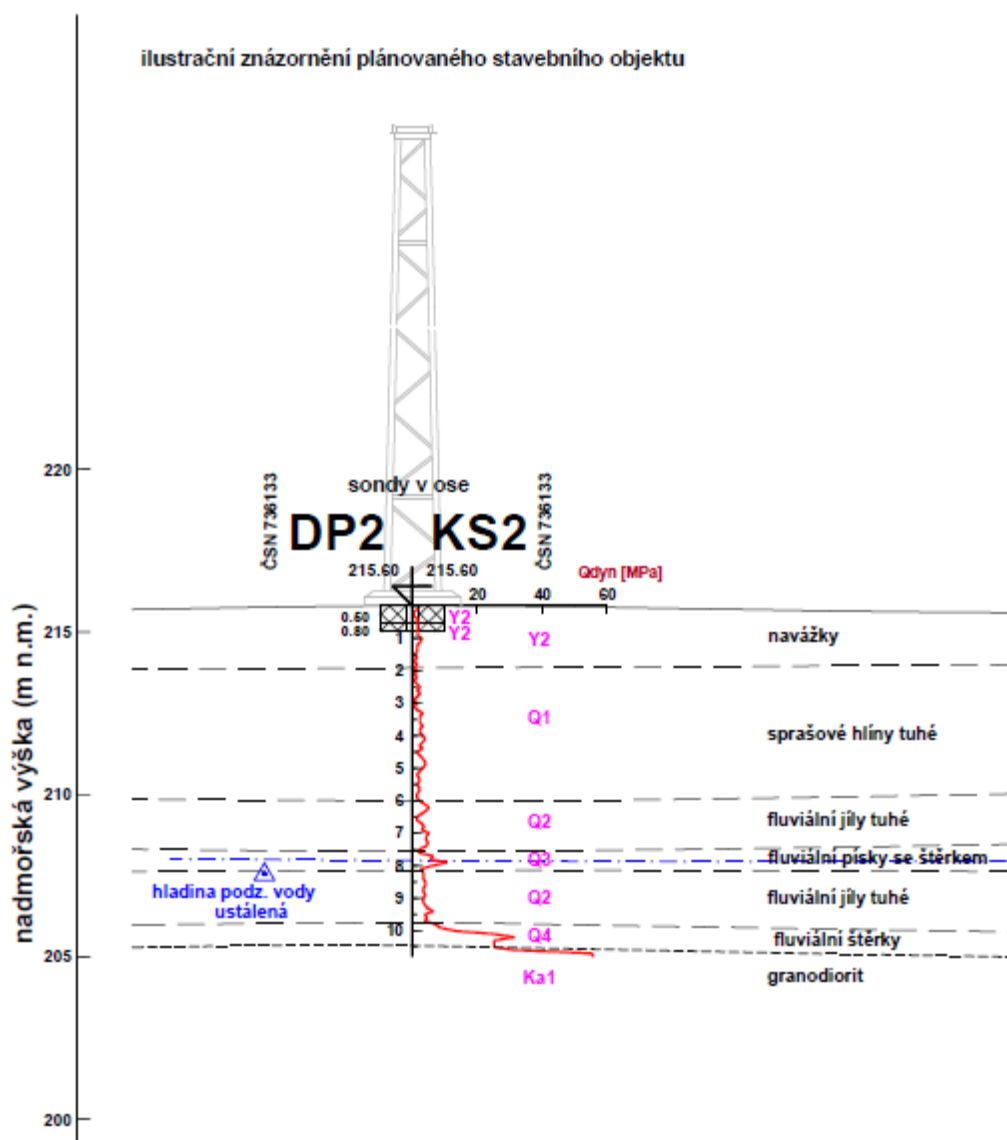 ilustrační znázornění plánovaného stavebního objektu
nadmořská výška (m n.m.)
220
215
210
205
200
sondy v ose
ČSN 736133
DP2
KS2
ČSN 736133
215.60
215.60
Qdyn [MPa]
20
40
60
0.60
0.80
Y2
Y2
Y2
navážky
1
2
3
4
5
6
7
8
9
10
Q1
sprašové hlíny tuhé
Q2
fluviální jíly tuhé
Q3
fluviální písky se štěrkem
hladina podz. vody
ustálená
Q2
fluviální jíly tuhé
Q4
fluviální štěrky
Ka1
granodiorit